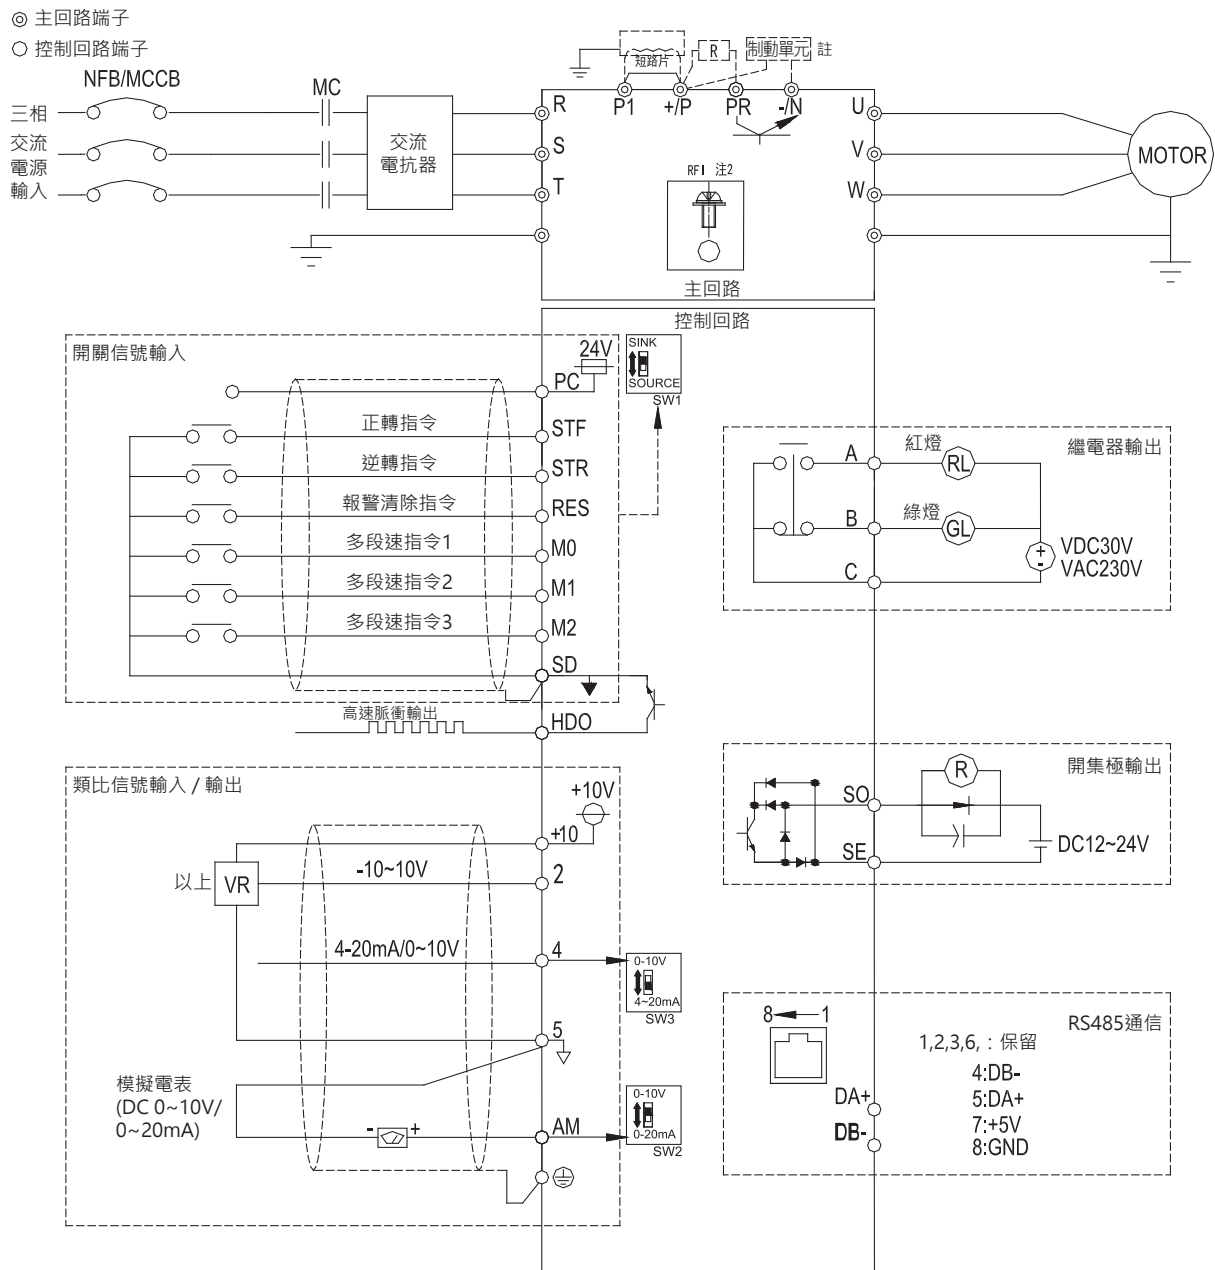 主回路端子
控制回路端子
NFB/MCCB
MC
三相
交流
電源
輸入
交流
電抗器
短路片
R
制動單元 註
R
S
T
P1
+/P
PR
-/N
U
V
W
MOTOR
RFI 注2
主回路
控制回路
開關信號輸入
24V
PC
SINK
SOURCE
SW1
正轉指令
STF
逆轉指令
STR
報警清除指令
RES
多段速指令1
M0
多段速指令2
M1
多段速指令3
M2
SD
高速脈衝輸出
HDO
繼電器輸出
A
紅燈
RL
B
綠燈
GL
C
+
-
VDC30V
VAC230V
類比信號輸入 / 輸出
+10V
+10
以上
VR
-10~10V
2
4-20mA/0~10V
4
0-10V
4~20mA
SW3
5
模擬電表
(DC 0~10V/
0~20mA)
-
+
AM
0-10V
0-20mA
SW2
開集極輸出
R
SO
SE
DC12~24V
RS485通信
8
1
1,2,3,6, : 保留
4:DB-
5:DA+
7:+5V
8:GND
DA+
DB-